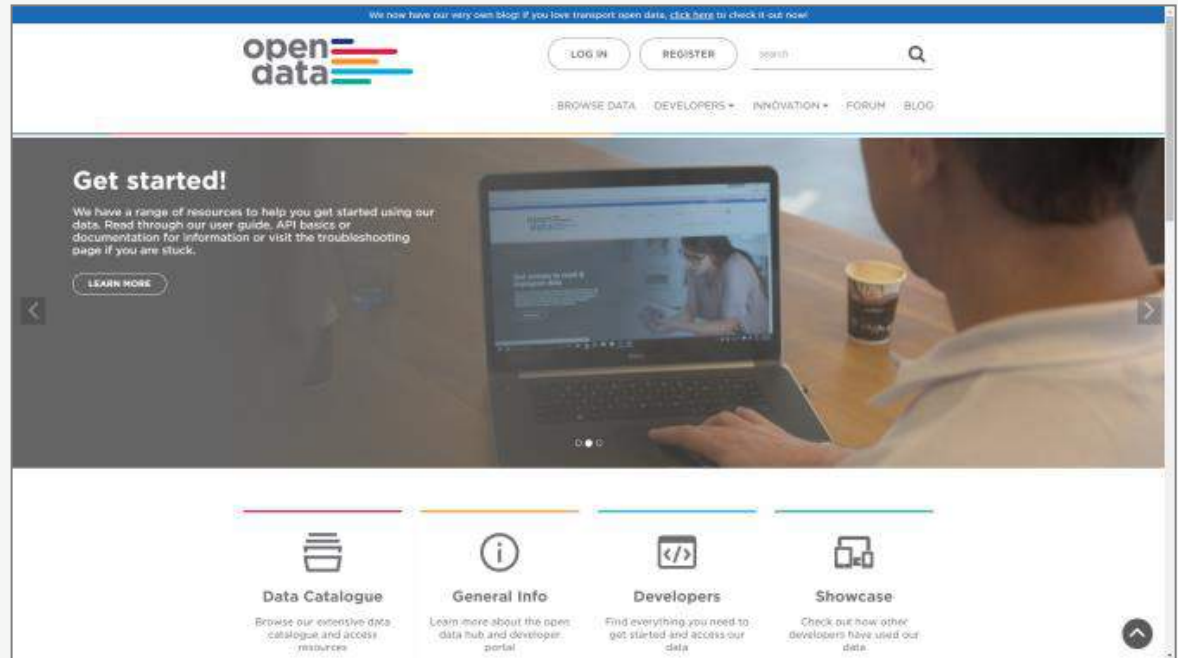 We now have our very own blog! If you love transport open data, click here to check it out now!
open
data
LOG IN
REGISTER
search
BROWSE DATA
DEVELOPERS
INNOVATION
FORUM
BLOG
Get started!
We have a range of resources to help you get started using our
data. Read through our user guide, API basics or
documentation for information or visit the troubleshooting
page if you are stuck.
LEARN MORE
open
data
Data Catalogue
Browse our extensive data
catalogue and access
resources
General Info
Learn more about the open
data hub and developer
portal
Developers
Find everything you need to
get started and access our
data
Showcase
Check out how other
developers have used our
data